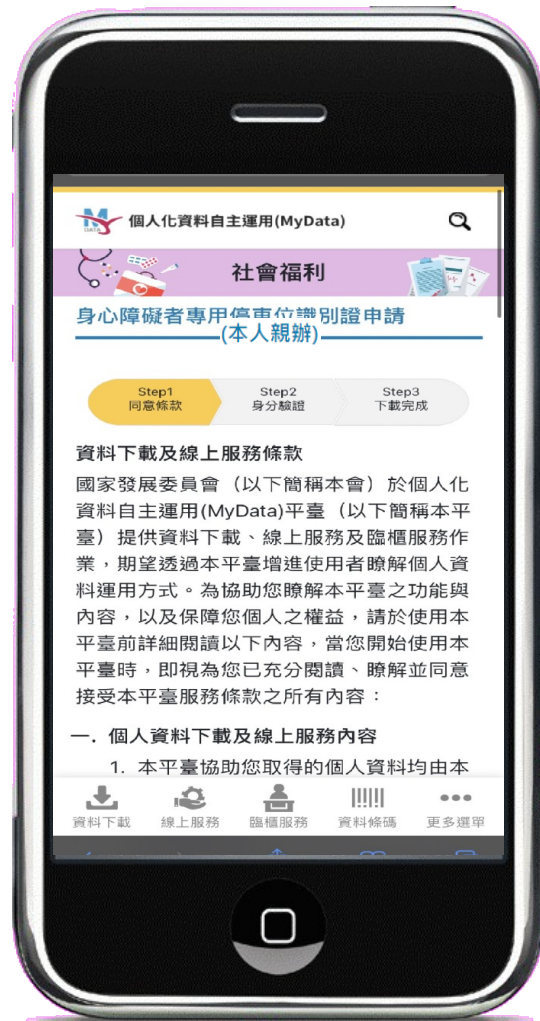 個人化資料自主運用(MyData)
社會福利
身心障礙者專用停車位識別證申請
(本人親辦)
Step1
同意條款
Step2
身分驗證
Step3
下載完成
資料下載及線上服務條款
國家發展委員會（以下簡稱本會）於個人化
資料自主運用(MyData)平臺（以下簡稱本平
臺）提供資料下載、線上服務及臨櫃服務作
業，期望透過本平臺增進使用者瞭解個人資
料運用方式。為協助您瞭解本平臺之功能與
內容，以及保障您個人之權益，請於使用本
平臺前詳細閱讀以下內容，當您開始使用本
平臺時，即視為您已充分閱讀、瞭解並同意
接受本平臺服務條款之所有內容：
一. 個人資料下載及線上服務內容
1. 本平臺協助您取得的個人資料均由本
資料下載
線上服務
臨櫃服務
資料條碼
更多選單